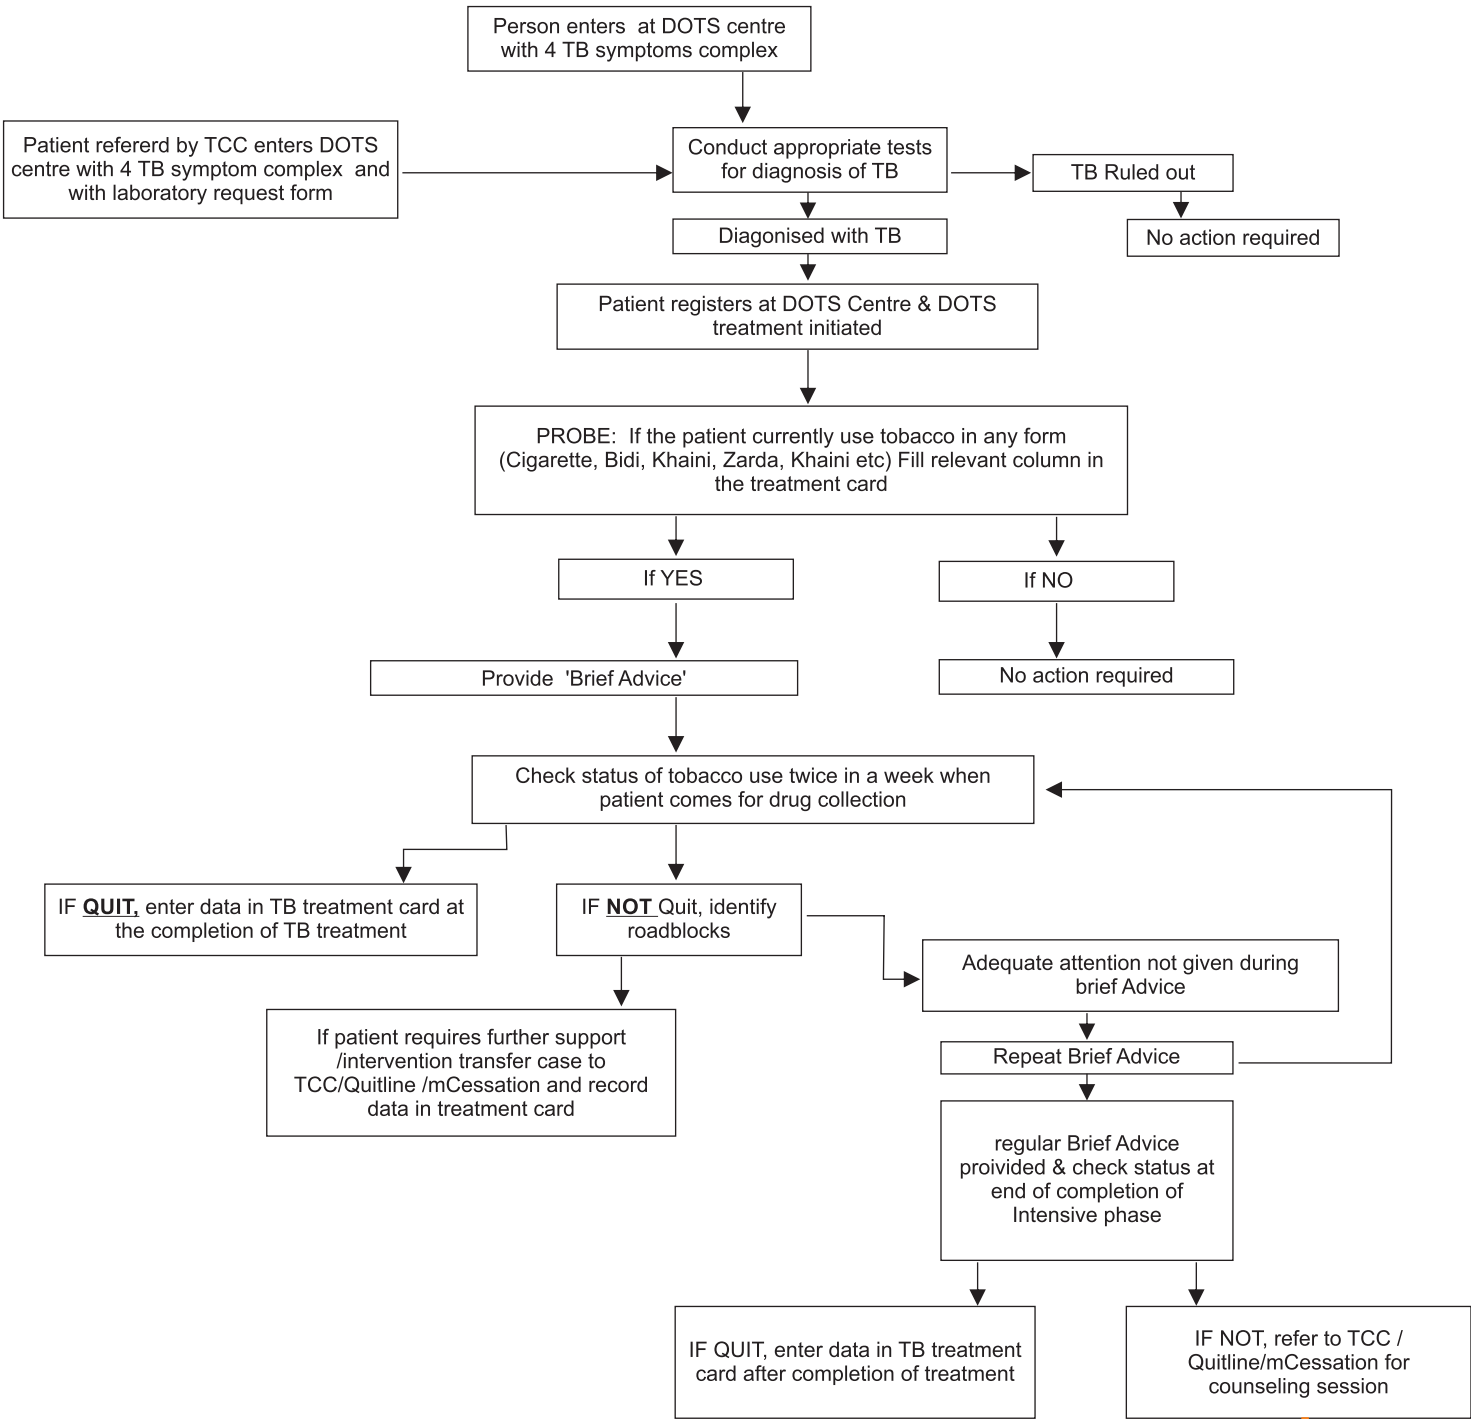 Person enters at DOTS centre
with 4 TB symptoms complex
Patient refererd by TCC enters DOTS
centre with 4 TB symptom complex and
with laboratory request form
Conduct appropriate tests
for diagnosis of TB
TB Ruled out
No action required
Diagonised with TB
Patient registers at DOTS Centre & DOTS
treatment initiated
PROBE: If the patient currently use tobacco in any form
(Cigarette, Bidi, Khaini, Zarda, Khaini etc) Fill relevant column in
the treatment card
If YES
If NO
Provide 'Brief Advice'
No action required
Check status of tobacco use twice in a week when
patient comes for drug collection
IF QUIT, enter data in TB treatment card at
the completion of TB treatment
IF NOT Quit, identify
roadblocks
Adequate attention not given during
brief Advice
If patient requires further support
/intervention transfer case to
TCC/Quitline /mCessation and record
data in treatment card
Repeat Brief Advice
regular Brief Advice
proivided & check status at
end of completion of
Intensive phase
IF QUIT, enter data in TB treatment
card after completion of treatment
IF NOT, refer to TCC /
Quitline/mCessation for
counseling session